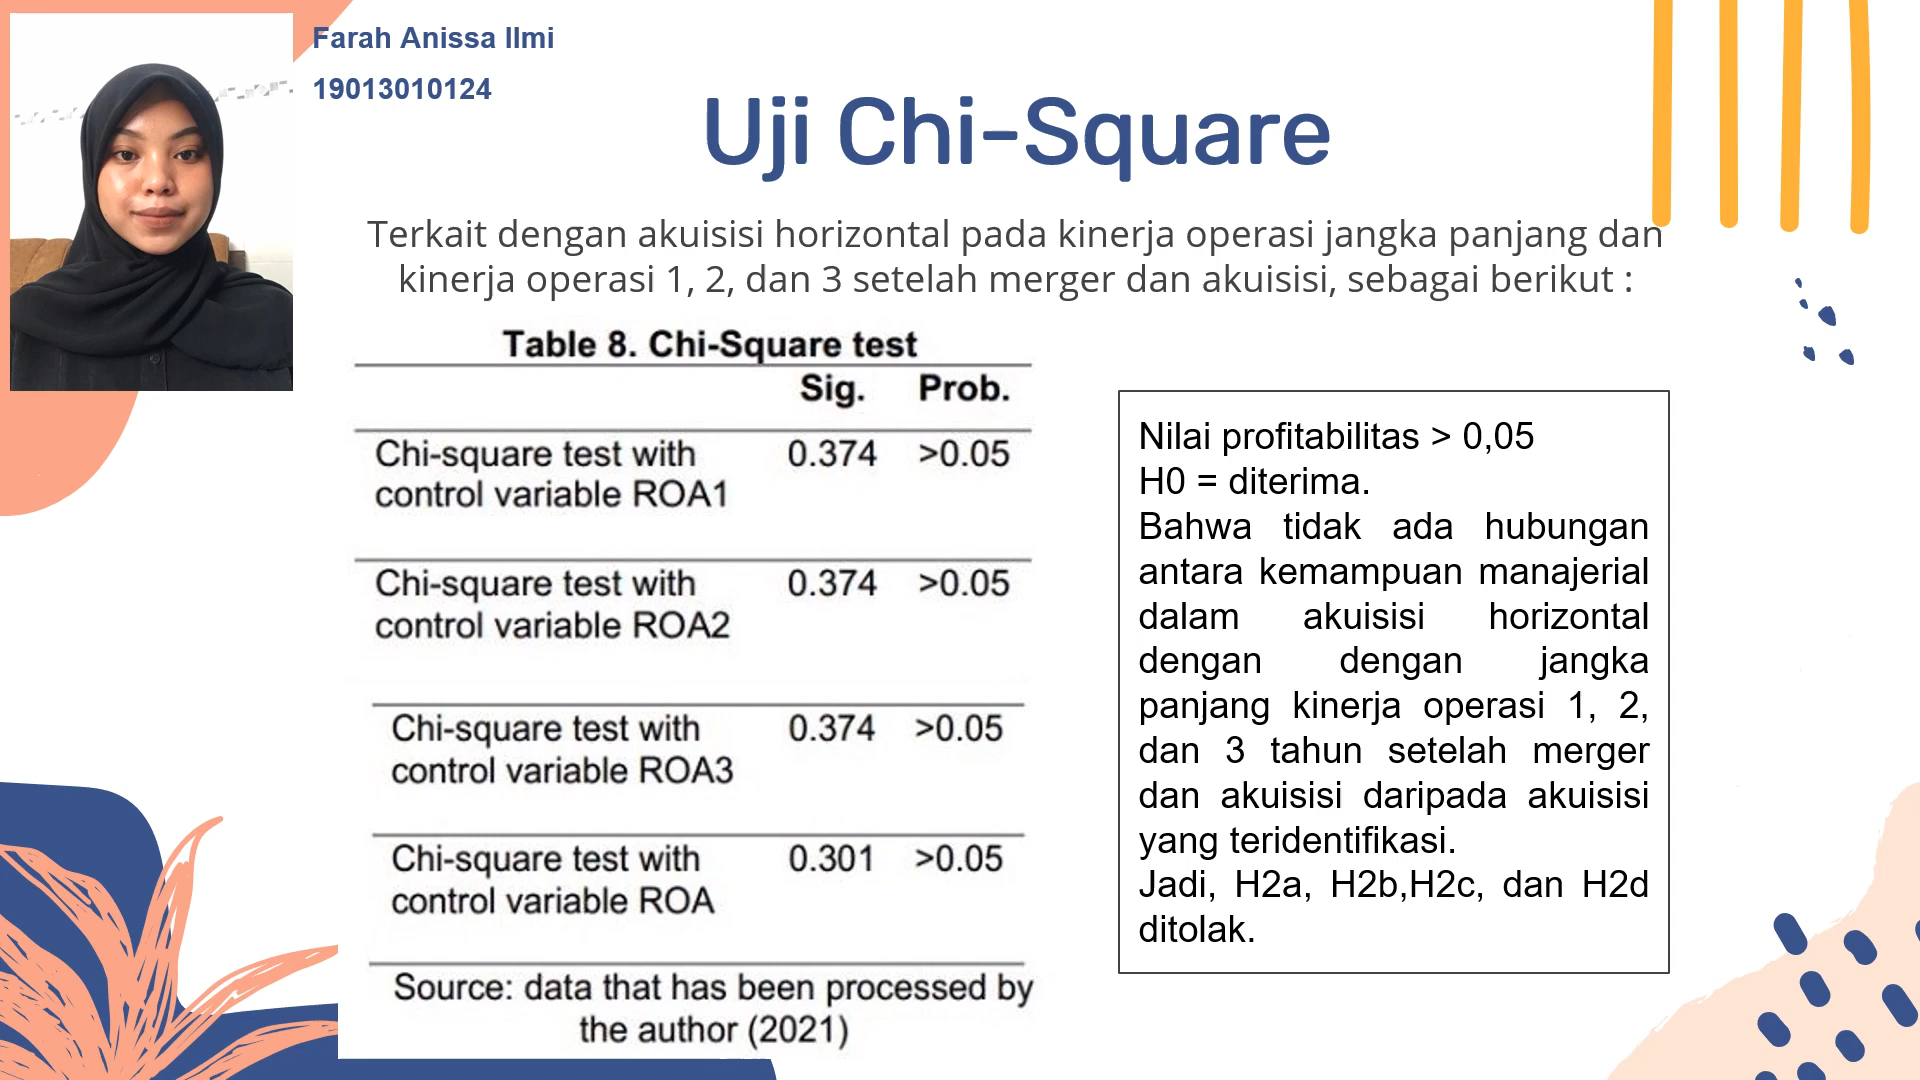 Farah Anissa Ilmi
19013010124
Uji Chi-Square
Terkait dengan akuisisi horizontal pada kinerja operasi jangka panjang dan
kinerja operasi 1, 2, dan 3 setelah merger dan akuisisi, sebagai berikut :
Table 8. Chi-Square test
Sig. Prob.
Chi-square test with 0.374 >0.05
control variable ROA1
Chi-square test with 0.374 >0.05
control variable ROA2
Chi-square test with 0.374 >0.05
control variable ROA3
Chi-square test with 0.301 >0.05
control variable ROA
Source: data that has been processed by
the author (2021)
Nilai profitabilitas > 0,05
H0 = diterima.
Bahwa tidak ada hubungan
antara kemampuan manajerial
dalam akuisisi horizontal
dengan dengan jangka
panjang kinerja operasi 1, 2,
dan 3 tahun setelah merger
dan akuisisi daripada akuisisi
yang teridentifikasi.
Jadi, H2a, H2b,H2c, dan H2d
ditolak.